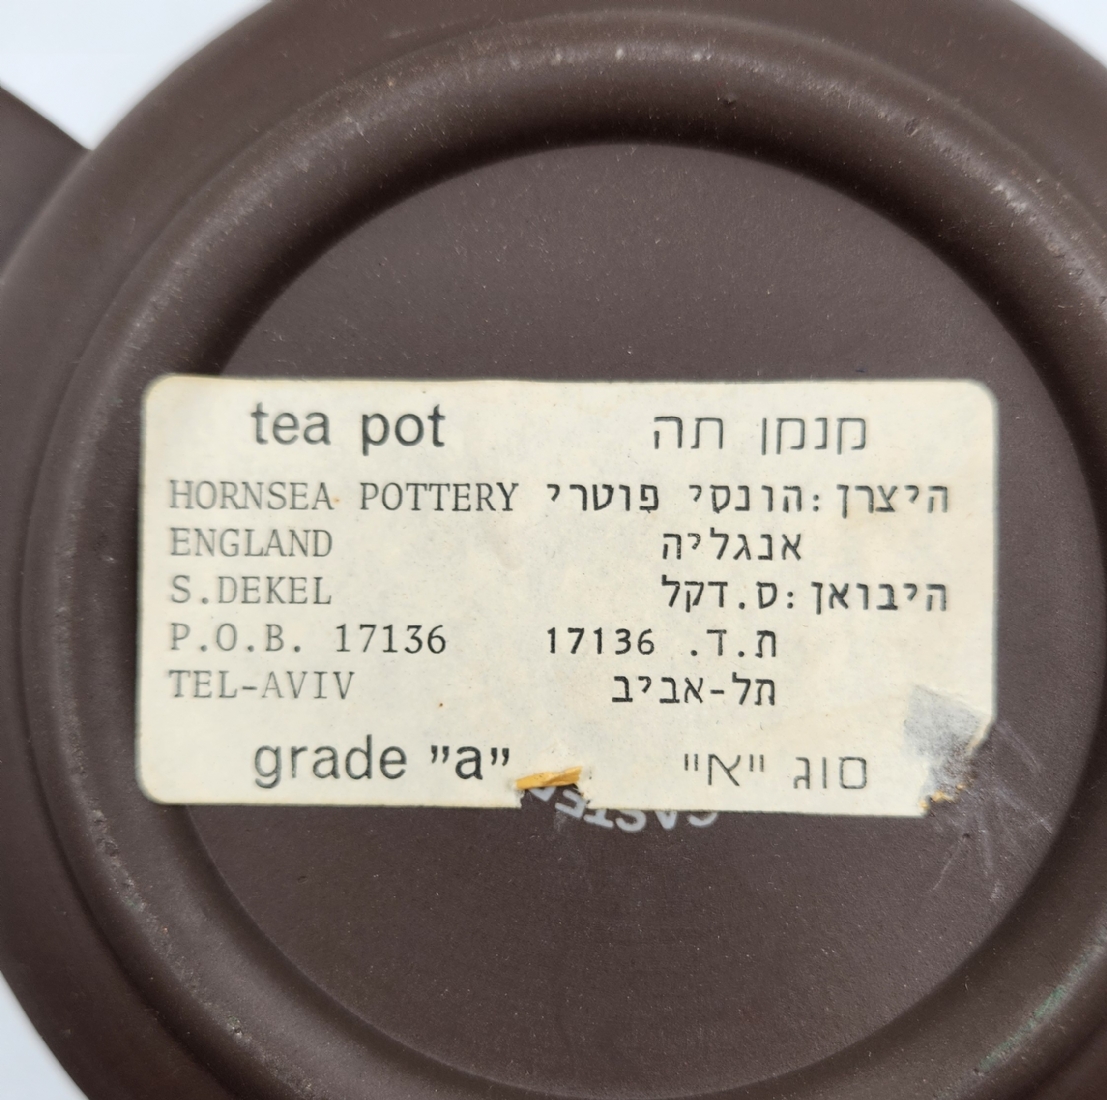 tea pot מנמן תה
HORNSEA POTTERY היצרן: הונסי פוטרי
ENGLAND אנגליה
S.DEKEL היבואן: ס.דקל
P.O.B. 17136 ת.ד. 17136
TEL-AVIV תל-אביב
grade "a" סוג "א"